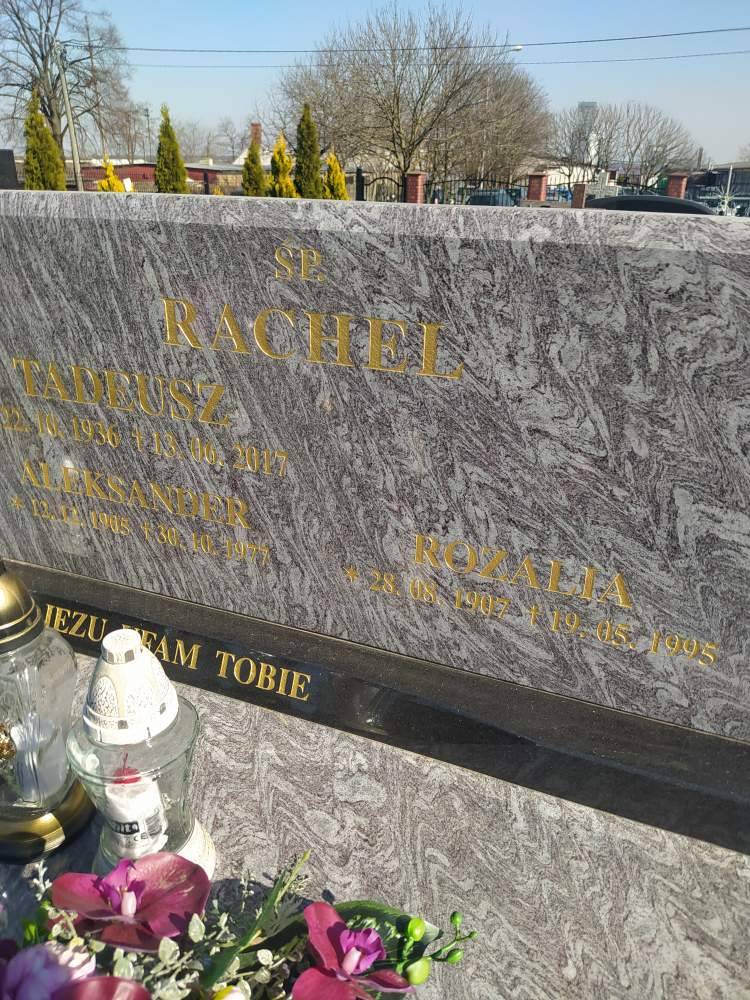 ŚP.
RACHEL
TADEUSZ
22. 10. 1936 † 13. 06. 2017
ALEKSANDER
* 12. 12. 1905 † 30. 10. 1977
ROZALIA
* 28. 08. 1907 † 19. 05. 1995
JEZU UFAM TOBIE